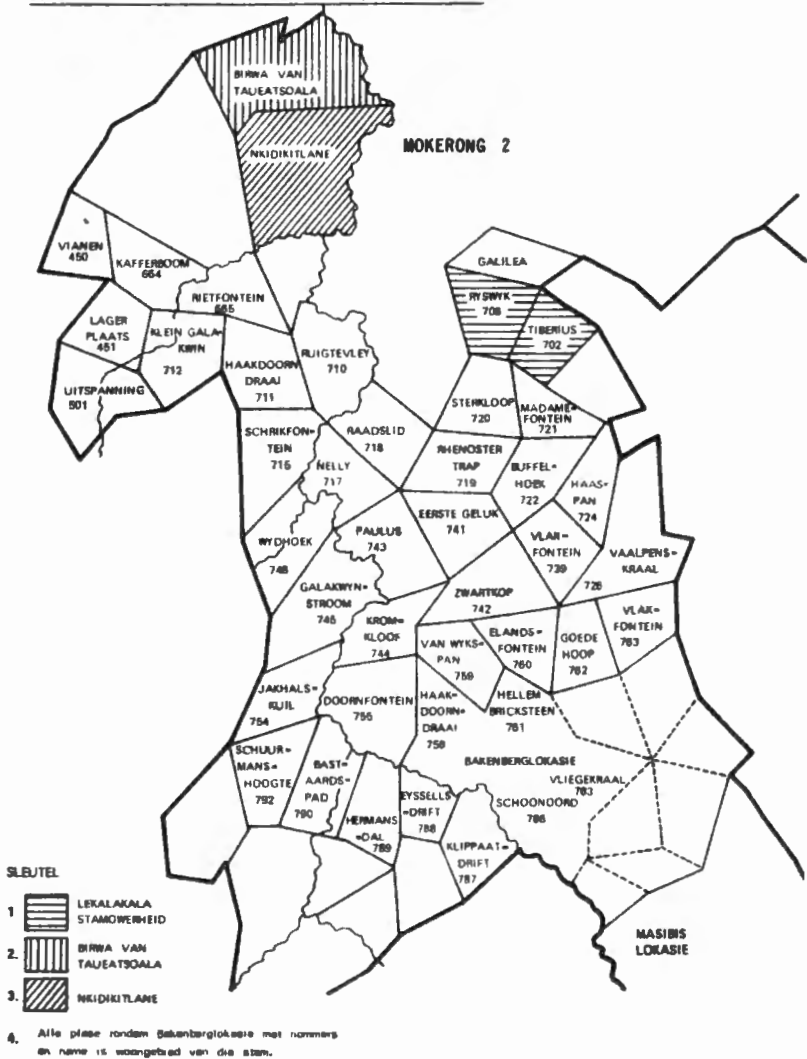 BIRWA VAN
TAUEATSOALA
NKIDIKITLANE
MOKERONG 2
VIANEN
450
KAFFERBOOM
664
GALILEA
RIETFONTEIN
665
RYSWYK
708
TIBERIUS
702
LAGER
PLAATS
451
KLEIN GALA-
KWIN
712
HAAKDOORN
DRAAI
711
RUIGTEVLEY
710
UITSPANNING
501
STERKLOOP
720
MADAME-
FONTEIN
721
SCHRIKFON-
TEIN
715
RAADSLID
718
NELLY
717
RHENOSTER
TRAP
719
BUFFEL-
HOEK
722
HAAS-
PAN
724
EERSTE GELUK
741
PAULUS
743
WYDHOEK
748
VLAK-
FONTEIN
739
VAALPENS-
KRAAL
726
GALAKWYN-
STROOM
745
ZWARTKOP
742
KROM-
KLOOF
744
VAN WYKS-
PAN
759
ELANDS-
FONTEIN
760
GOEDE
HOOP
762
VLAK-
FONTEIN
763
JAKHALS-
KUIL
754
DOORNFONTEIN
755
HAAK-
DOORN-
DRAAI
758
HELLEM
BRICKSTEEN
761
SCHUUR-
MANS-
HOOGTE
792
BAST-
AARDS-
PAD
790
BAKENBERGLOKASIE
VLIEGEKRAAL
783
HERMANS
-DAL
789
EYSSELLS
-DRIFT
788
SCHOONOORD
786
KLIPPAAT-
DRIFT
787
MASIBIS
LOKASIE
SLEUTEL
1 LEKALAKALA
STAMOWERHEID
2. BIRWA VAN
TAUEATSOALA
3. NKIDIKITLANE
4. Alle plase rondom Bakenberglokasie met nommers
en name is woongebied van die stam.